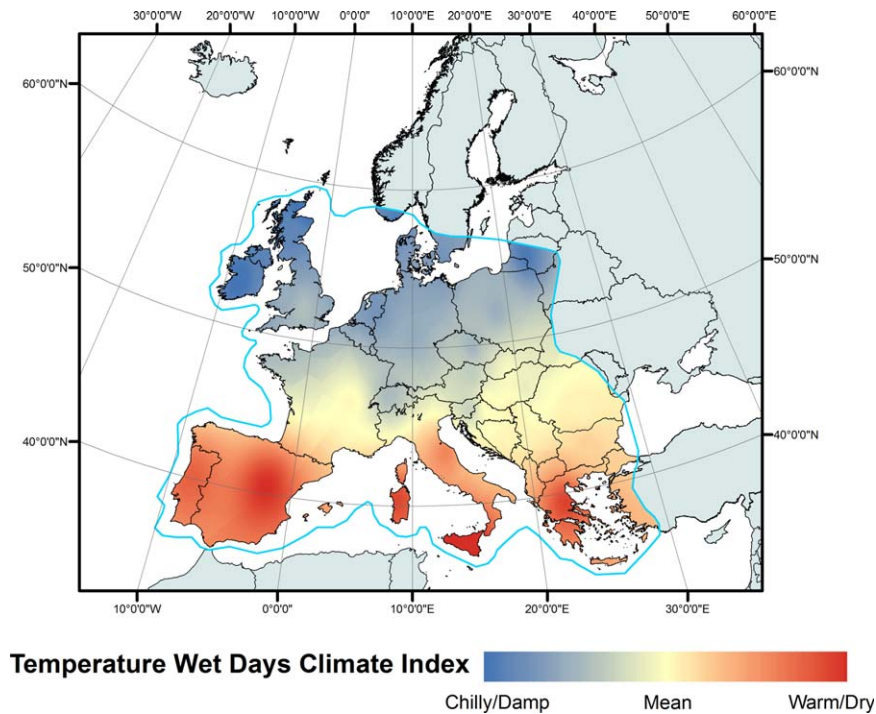 30°0'0"W 20°0'0"W 10°0'0"W 0°0'0" 10°0'0"E 20°0'0"E 30°0'0"E 40°0'0"E 50°0'0"E 60°0'0"E
60°0'0"N 60°0'0"N
50°0'0"N 50°0'0"N
40°0'0"N 40°0'0"N
10°0'0"W 0°0'0" 10°0'0"E 20°0'0"E 30°0'0"E
Temperature Wet Days Climate Index
Chilly/Damp Mean Warm/Dry